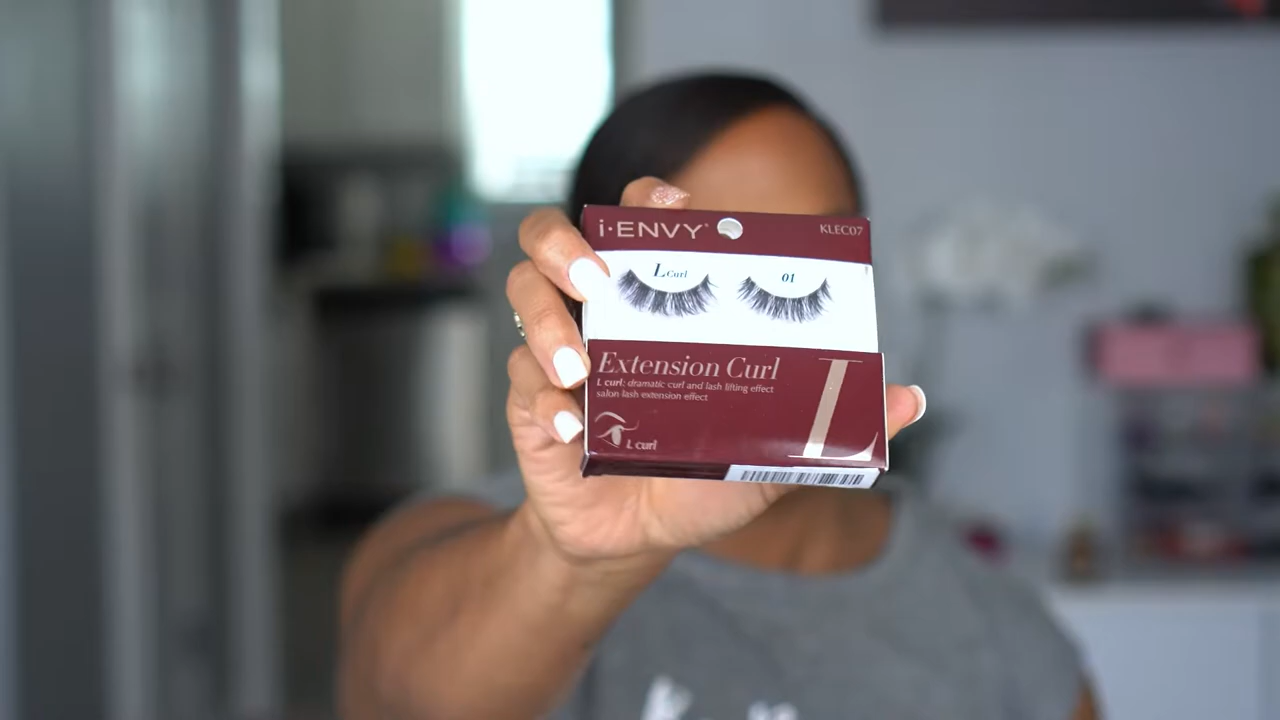 i·ENVY®
KLEC07
L Curl
01
Extension Curl
L curl: dramatic curl and lash lifting effect
salon lash extension effect
L
L curl